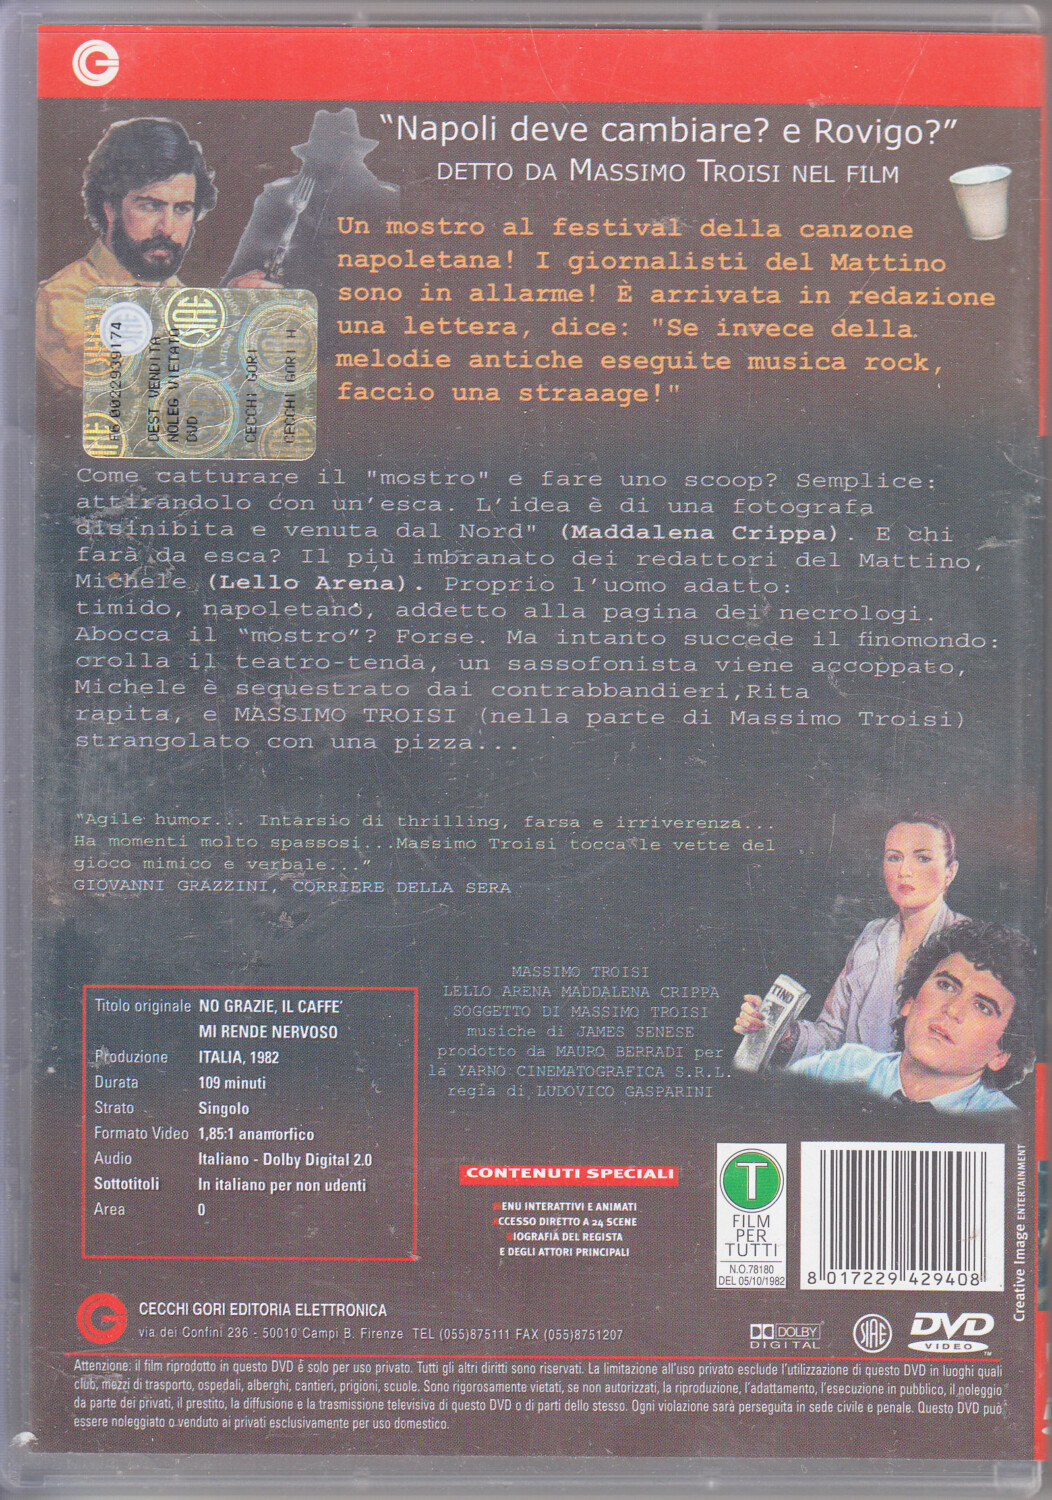 "Napoli deve cambiare? e Rovigo?"
DETTO DA MASSIMO TROISI NEL FILM
Un mostro al festival della canzone
napoletana! I giornalisti del Mattino
sono in allarme! È arrivata in redazione
una lettera, dice: "Se invece della
melodie antiche eseguite musica rock,
faccio una straaage!"
0022939174
DEST VENDITA
NOLEG VIETATO
DVD
CECCHI GORI
CECCHI GORI H
SIAE
Come catturare il "mostro" e fare uno scoop? Semplice:
attirandolo con un'esca. L'idea è di una fotografa
disinibita e venuta dal Nord" (Maddalena Crippa). E chi
farà da esca? Il più imbranato dei redattori del Mattino,
Michele (Lello Arena). Proprio l'uomo adatto:
timido, napoletano, addetto alla pagina dei necrologi.
Abocca il "mostro"? Forse. Ma intanto succede il finomondo:
crolla il teatro-tenda, un sassofonista viene accoppato,
Michele è sequestrato dai contrabbandieri,Rita
rapita, e MASSIMO TROISI (nella parte di Massimo Troisi)
strangolato con una pizza...
"Agile humor... Intarsio di thrilling, farsa e irriverenza...
Ha momenti molto spassosi...Massimo Troisi tocca le vette del
gioco mimico e verbale..."
GIOVANNI GRAZZINI, CORRIERE DELLA SERA
MASSIMO TROISI
LELLO ARENA MADDALENA CRIPPA
SOGGETTO DI MASSIMO TROISI
musiche di JAMES SENESE
prodotto da MAURO BERRADI per
la YARNO CINEMATOGRAFICA S.R.L.
regia di LUDOVICO GASPARINI
TINO
Titolo originale NO GRAZIE, IL CAFFE'
MI RENDE NERVOSO
Produzione ITALIA, 1982
Durata 109 minuti
Strato Singolo
Formato Video 1,85:1 anamorfico
Audio Italiano - Dolby Digital 2.0
Sottotitoli In italiano per non udenti
Area 0
CONTENUTI SPECIALI
MENU INTERATTIVI E ANIMATI
ACCESSO DIRETTO A 24 SCENE
BIOGRAFIA DEL REGISTA
E DEGLI ATTORI PRINCIPALI
T
FILM
PER
TUTTI
N.O.78180
DEL 05/10/1982
8 017229 429408
Creative Image ENTERTAINMENT
CECCHI GORI EDITORIA ELETTRONICA
via dei Confini 236 - 50010 Campi B. Firenze TEL (055)875111 FAX (055)8751207
DOLBY
DIGITAL
SIAE
DVD
VIDEO
TM
Attenzione: il film riprodotto in questo DVD è solo per uso privato. Tutti gli altri diritti sono riservati. La limitazione all'uso privato esclude l'utilizzazione di questo DVD in luoghi quali
club, mezzi di trasporto, ospedali, alberghi, cantieri, prigioni, scuole. Sono rigorosamente vietati, se non autorizzati, la riproduzione, l'adattamento, l'esecuzione in pubblico, il noleggio
da parte dei privati, il prestito, la diffusione e la trasmissione televisiva di questo DVD o di parti dello stesso. Ogni violazione sarà perseguita in sede civile e penale. Questo DVD può
essere noleggiato o venduto ai privati esclusivamente per uso domestico.